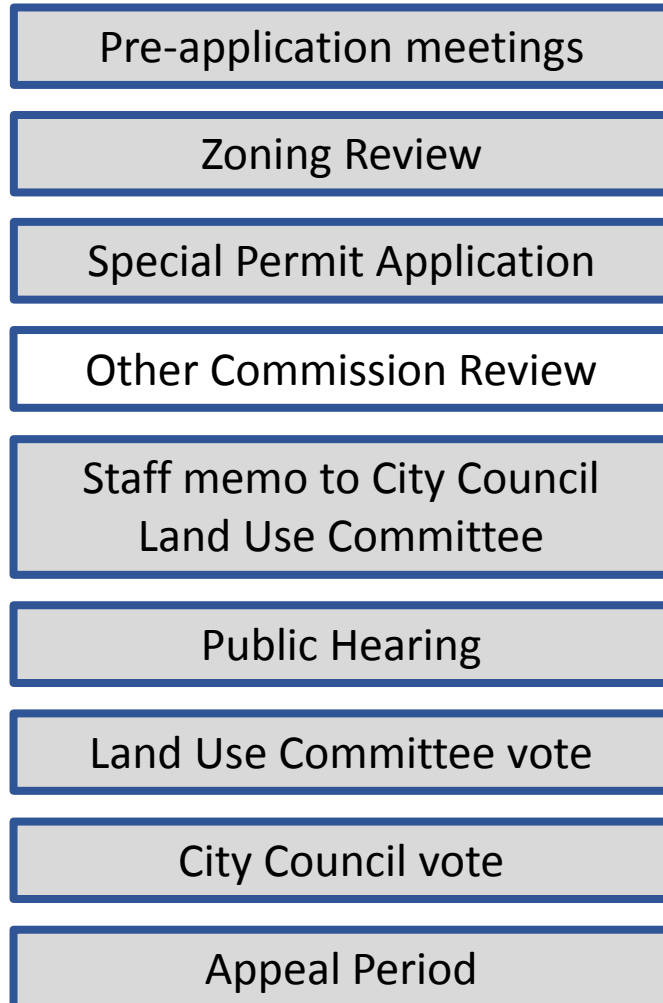 Pre-application meetings
Zoning Review
Special Permit Application
Other Commission Review
Staff memo to City Council
Land Use Committee
Public Hearing
Land Use Committee vote
City Council vote
Appeal Period